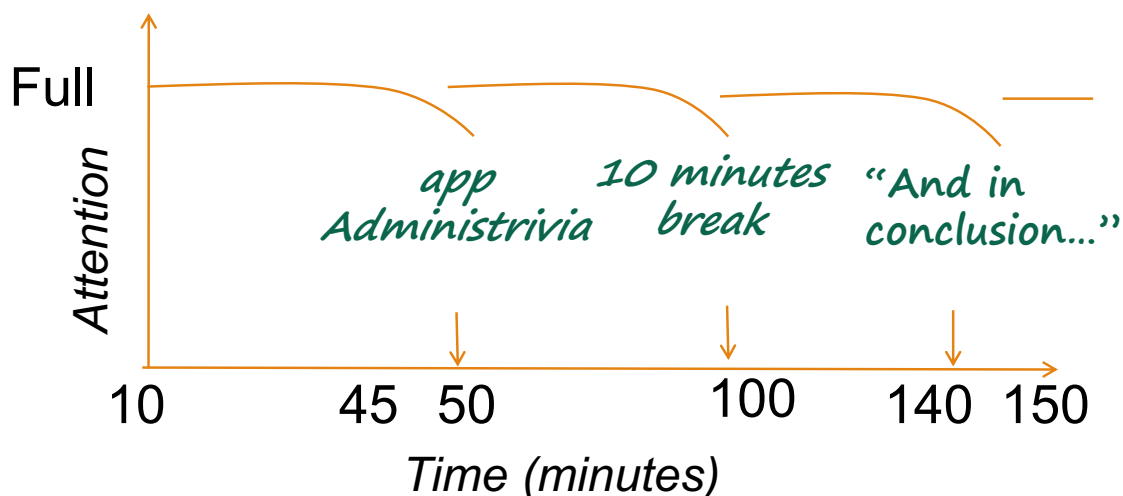 Full
Attention
app
Administrivia
10 minutes
break
“And in
conclusion…”
10
45
50
100
140
150
Time (minutes)